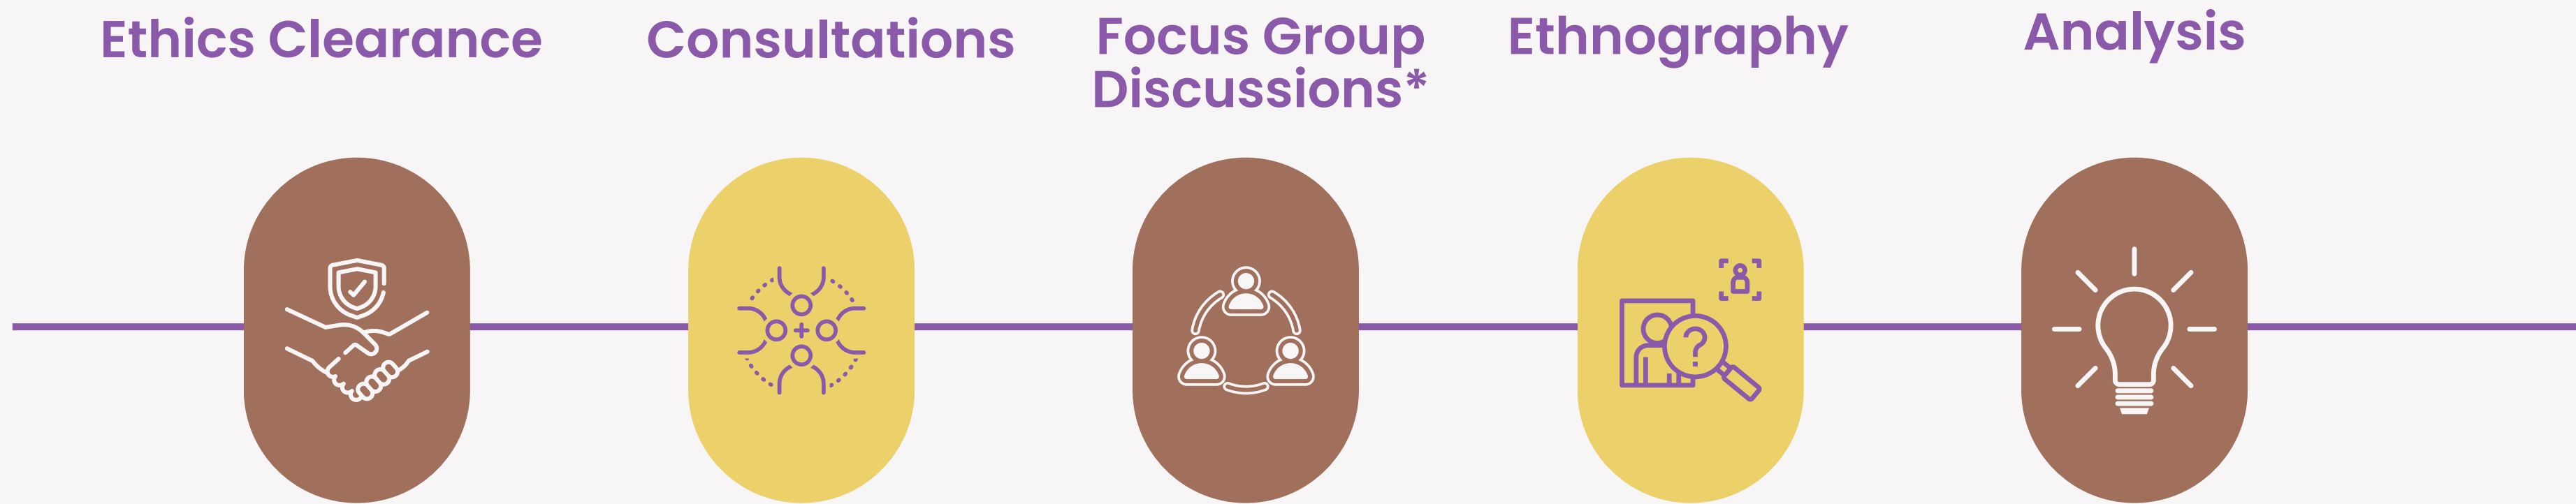 Ethics Clearance
Consultations
Focus Group
Discussions*
Ethnography
Analysis